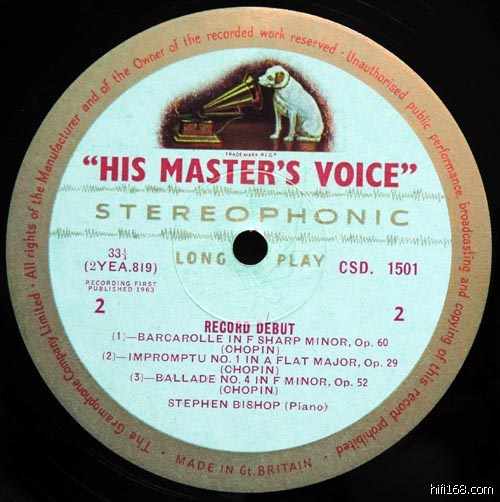 · All rights of the Manufacturer and of the Owner of the recorded work reserved · Unauthorised public performance, broadcasting and copying of this record prohibited
TRADE MARK REGD
“HIS MASTER'S VOICE”
STEREOPHONIC
33⅓
(2YEA.819)
LONG PLAY
CSD. 1501
RECORDING FIRST
PUBLISHED 1963
2
2
RECORD DEBUT
(1)—BARCAROLLE IN F SHARP MINOR, Op. 60
(CHOPIN)
(2)—IMPROMPTU NO. 1 IN A FLAT MAJOR, Op. 29
(CHOPIN)
(3)—BALLADE NO. 4 IN F MINOR, Op. 52
(CHOPIN)
STEPHEN BISHOP (Piano)
The Gramophone Company Limited ·
· MADE IN Gt. BRITAIN ·
hifi168.com